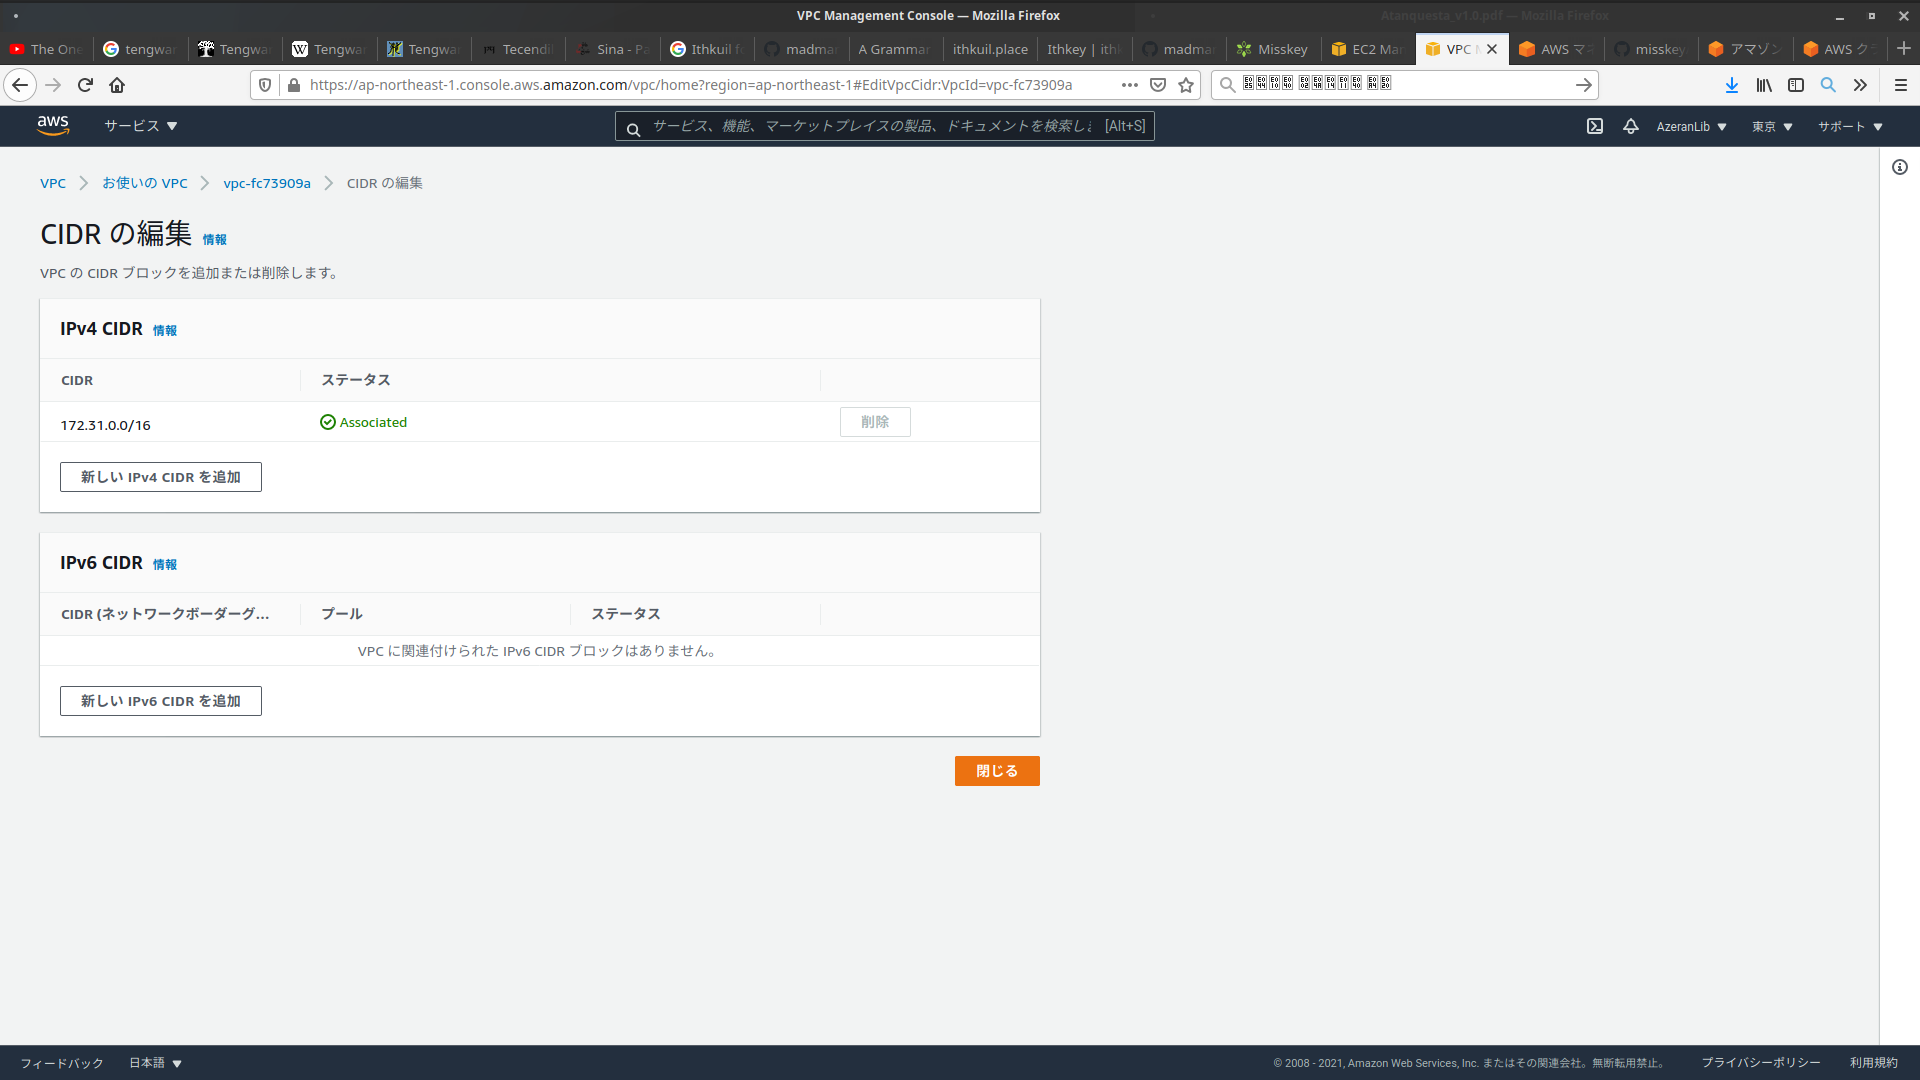 VPC Management Console — Mozilla Firefox
Atanquesta_v1.0.pdf — Mozilla Firefox
The One
tengwar
Tengwa
Tengwar
Tengwa
Tecendil
Sina - Pa
Ithkuil f
madma
A Grammar
ithkuil.place
Ithkey | ith
madma
Misskey
EC2 Ma
VPC
AWS マ
misskey
アマゾン
AWS ク
https://ap-northeast-1.console.aws.amazon.com/vpc/home?region=ap-northeast-1#EditVpcCidr:VpcId=vpc-fc73909a
aws
サービス
サービス、機能、マーケットプレイスの製品、ドキュメントを検索し
[Alt+S]
AzeranLib
東京
サポート
VPC
お使いの VPC
vpc-fc73909a
CIDR の編集
CIDR の編集 情報
VPC の CIDR ブロックを追加または削除します。
IPv4 CIDR 情報
CIDR
ステータス
172.31.0.0/16
Associated
削除
新しい IPv4 CIDR を追加
IPv6 CIDR 情報
CIDR (ネットワークボーダーグ...
プール
ステータス
VPC に関連付けられた IPv6 CIDR ブロックはありません。
新しい IPv6 CIDR を追加
閉じる
フィードバック
日本語
© 2008 - 2021, Amazon Web Services, Inc. またはその関連会社。無断転用禁止。
プライバシーポリシー
利用規約